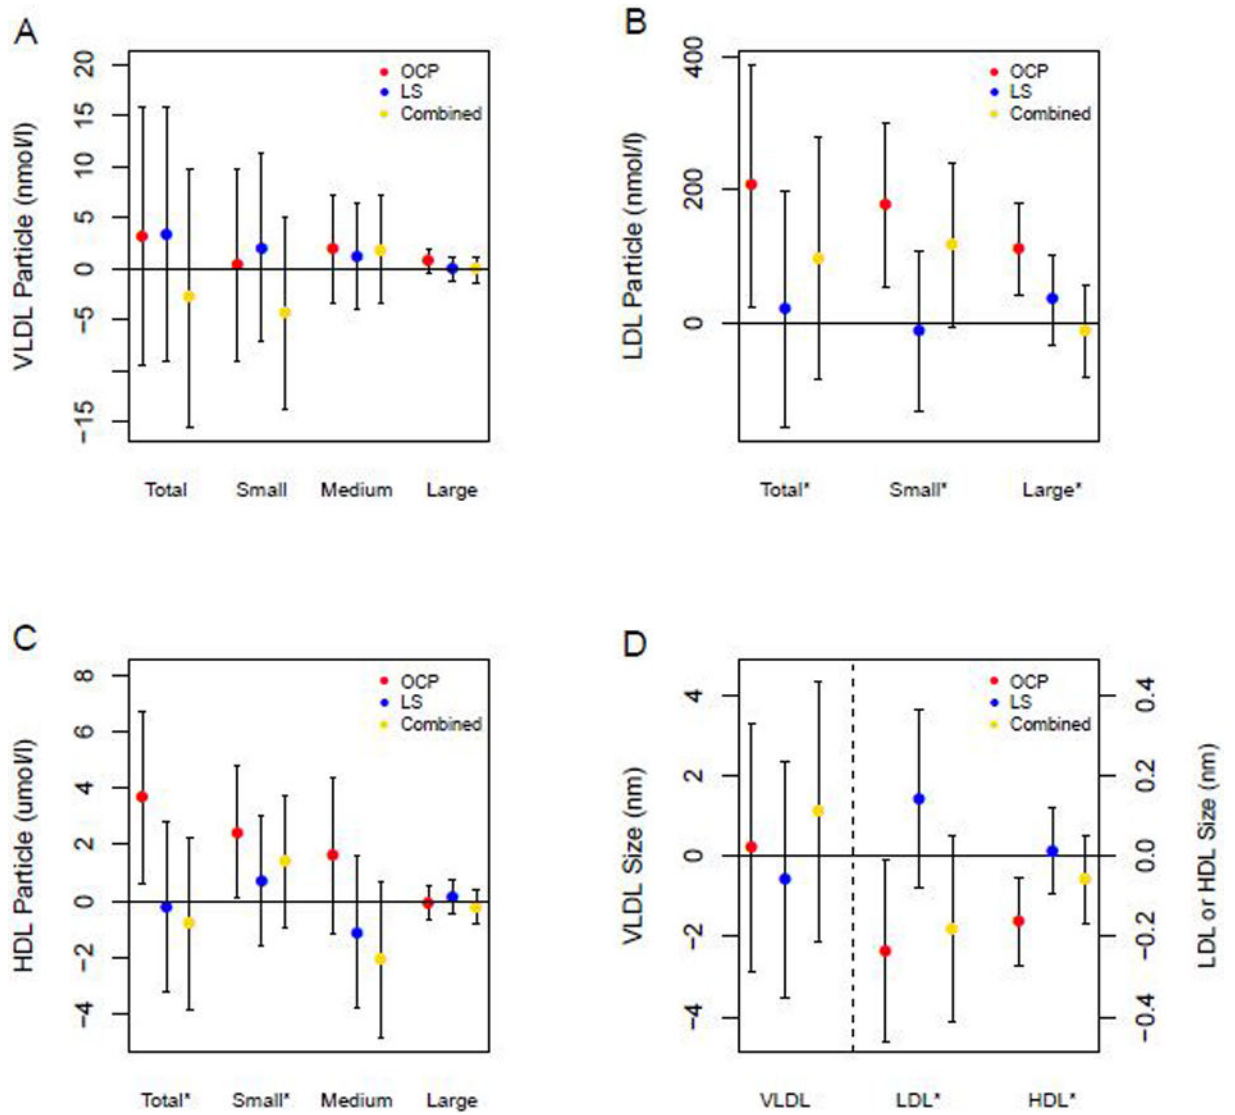 A
VLDL Particle (nmol/l)
20
15
10
5
0
−5
−15
OCP
LS
Combined
Total Small Medium Large
B
LDL Particle (nmol/l)
400
200
0
OCP
LS
Combined
Total* Small* Large*
C
HDL Particle (umol/l)
8
6
4
2
0
−2
−4
OCP
LS
Combined
Total* Small* Medium Large
D
VLDL Size (nm)
4
2
0
−2
−4
OCP
LS
Combined
0.4
0.2
0.0
−0.2
−0.4
LDL or HDL Size (nm)
VLDL LDL* HDL*